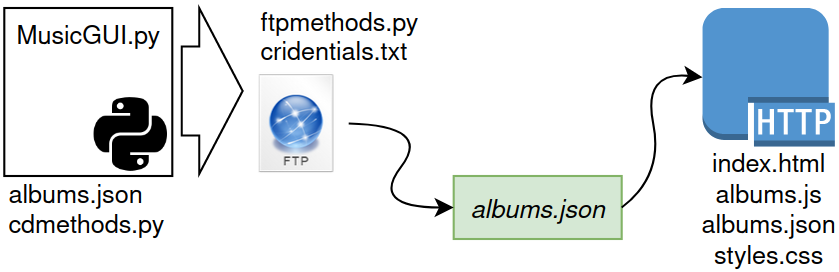 MusicGUI.py
albums.json
cdmethods.py
ftpmethods.py
cridentials.txt
FTP
albums.json
HTTP
index.html
albums.js
albums.json
styles.css